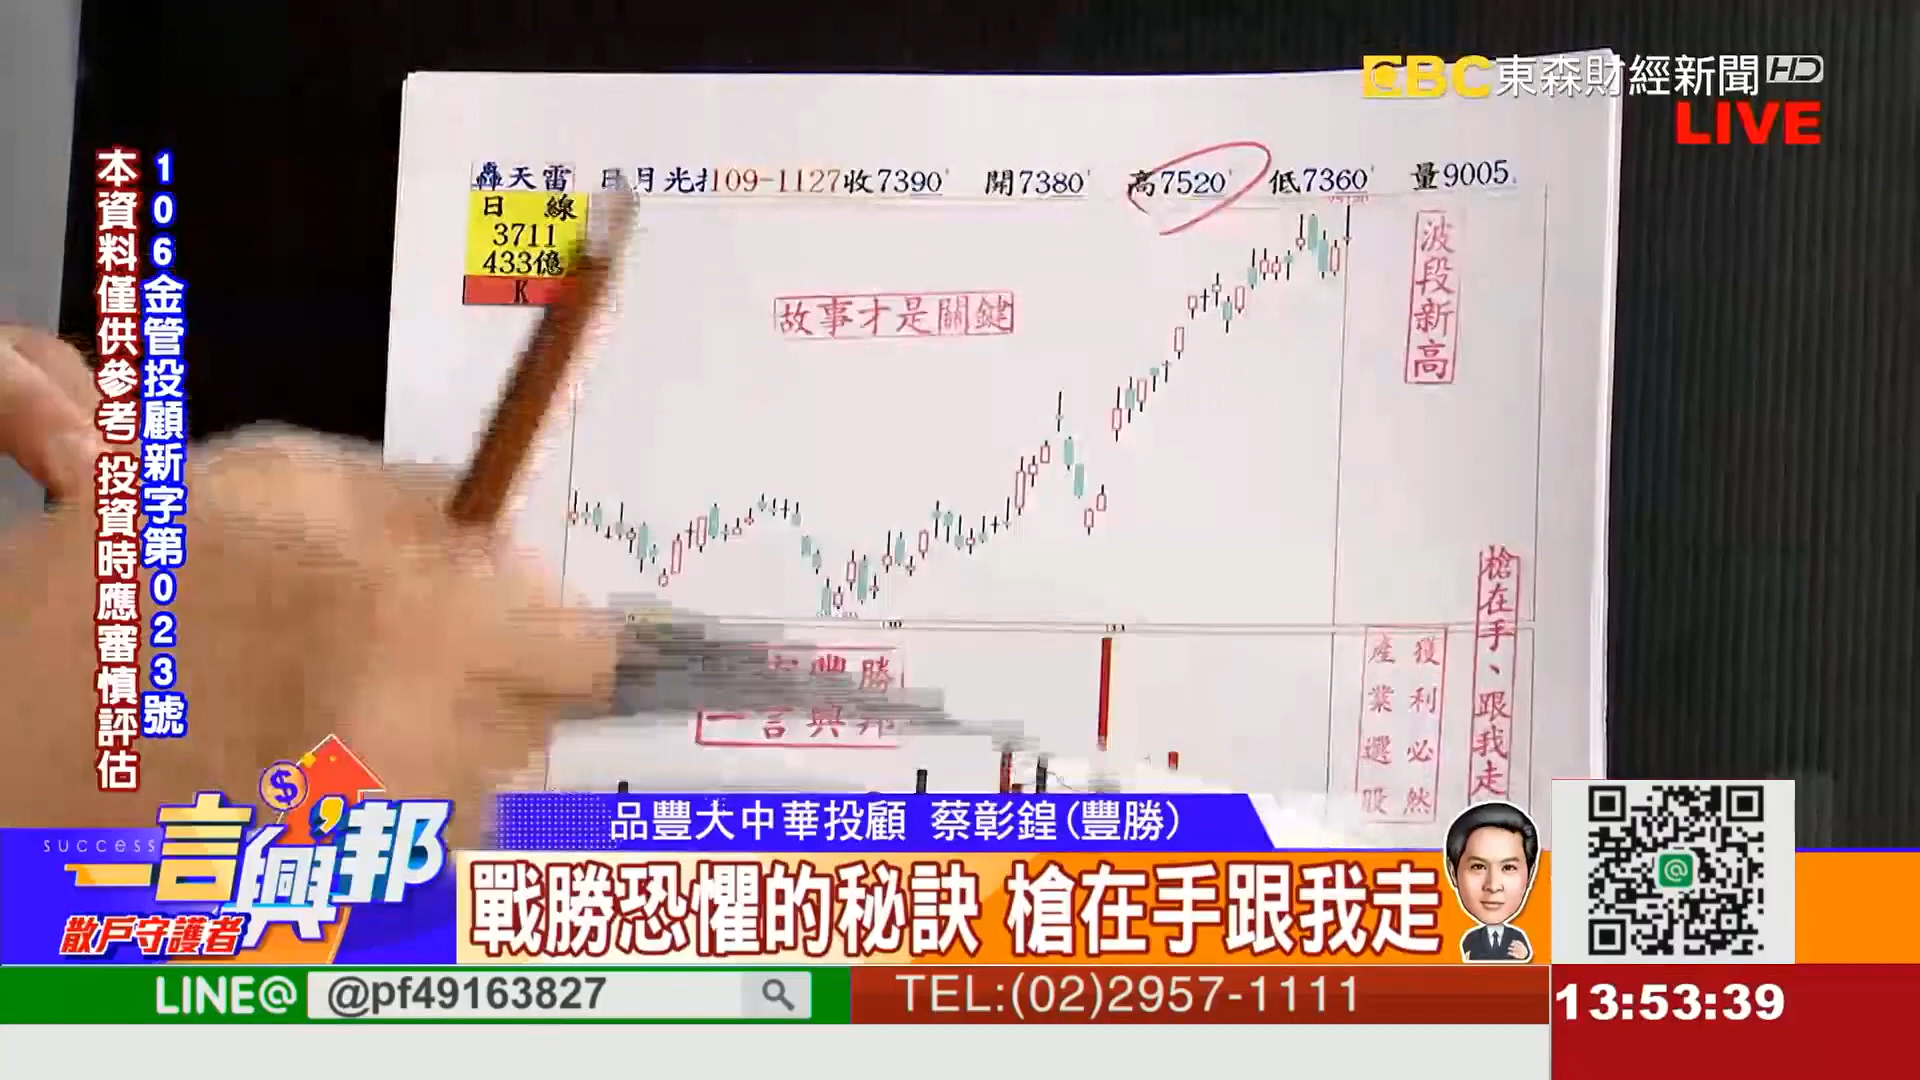 EBC東森財經新聞HD
LIVE
106金管投顧新字第023號
本資料僅供參考 投資時應審慎評估
轟天雷 日月光 109-1127收7390 開7380 高7520 低7360 量9005
日 線
3711
433億
K
故事才是關鍵
波段新高
槍在手、跟我走
獲利必然
產業選股
豐勝
一言興邦
success
一言興邦
散戶守護者
品豐大中華投顧 蔡彰鍠(豐勝)
戰勝恐懼的秘訣 槍在手跟我走
LINE@ @pf49163827
TEL:(02)2957-1111
13:53:39